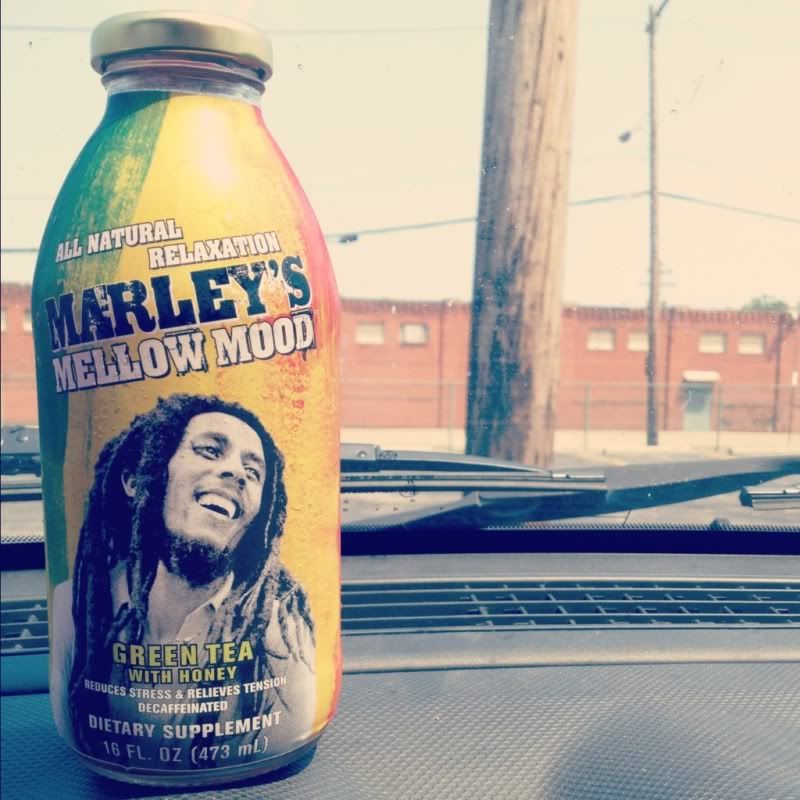 ALL NATURAL
RELAXATION
MARLEY'S
MELLOW MOOD
GREEN TEA
WITH HONEY
REDUCES STRESS & RELIEVES TENSION
DECAFFEINATED
DIETARY SUPPLEMENT
16 FL. OZ (473 mL)